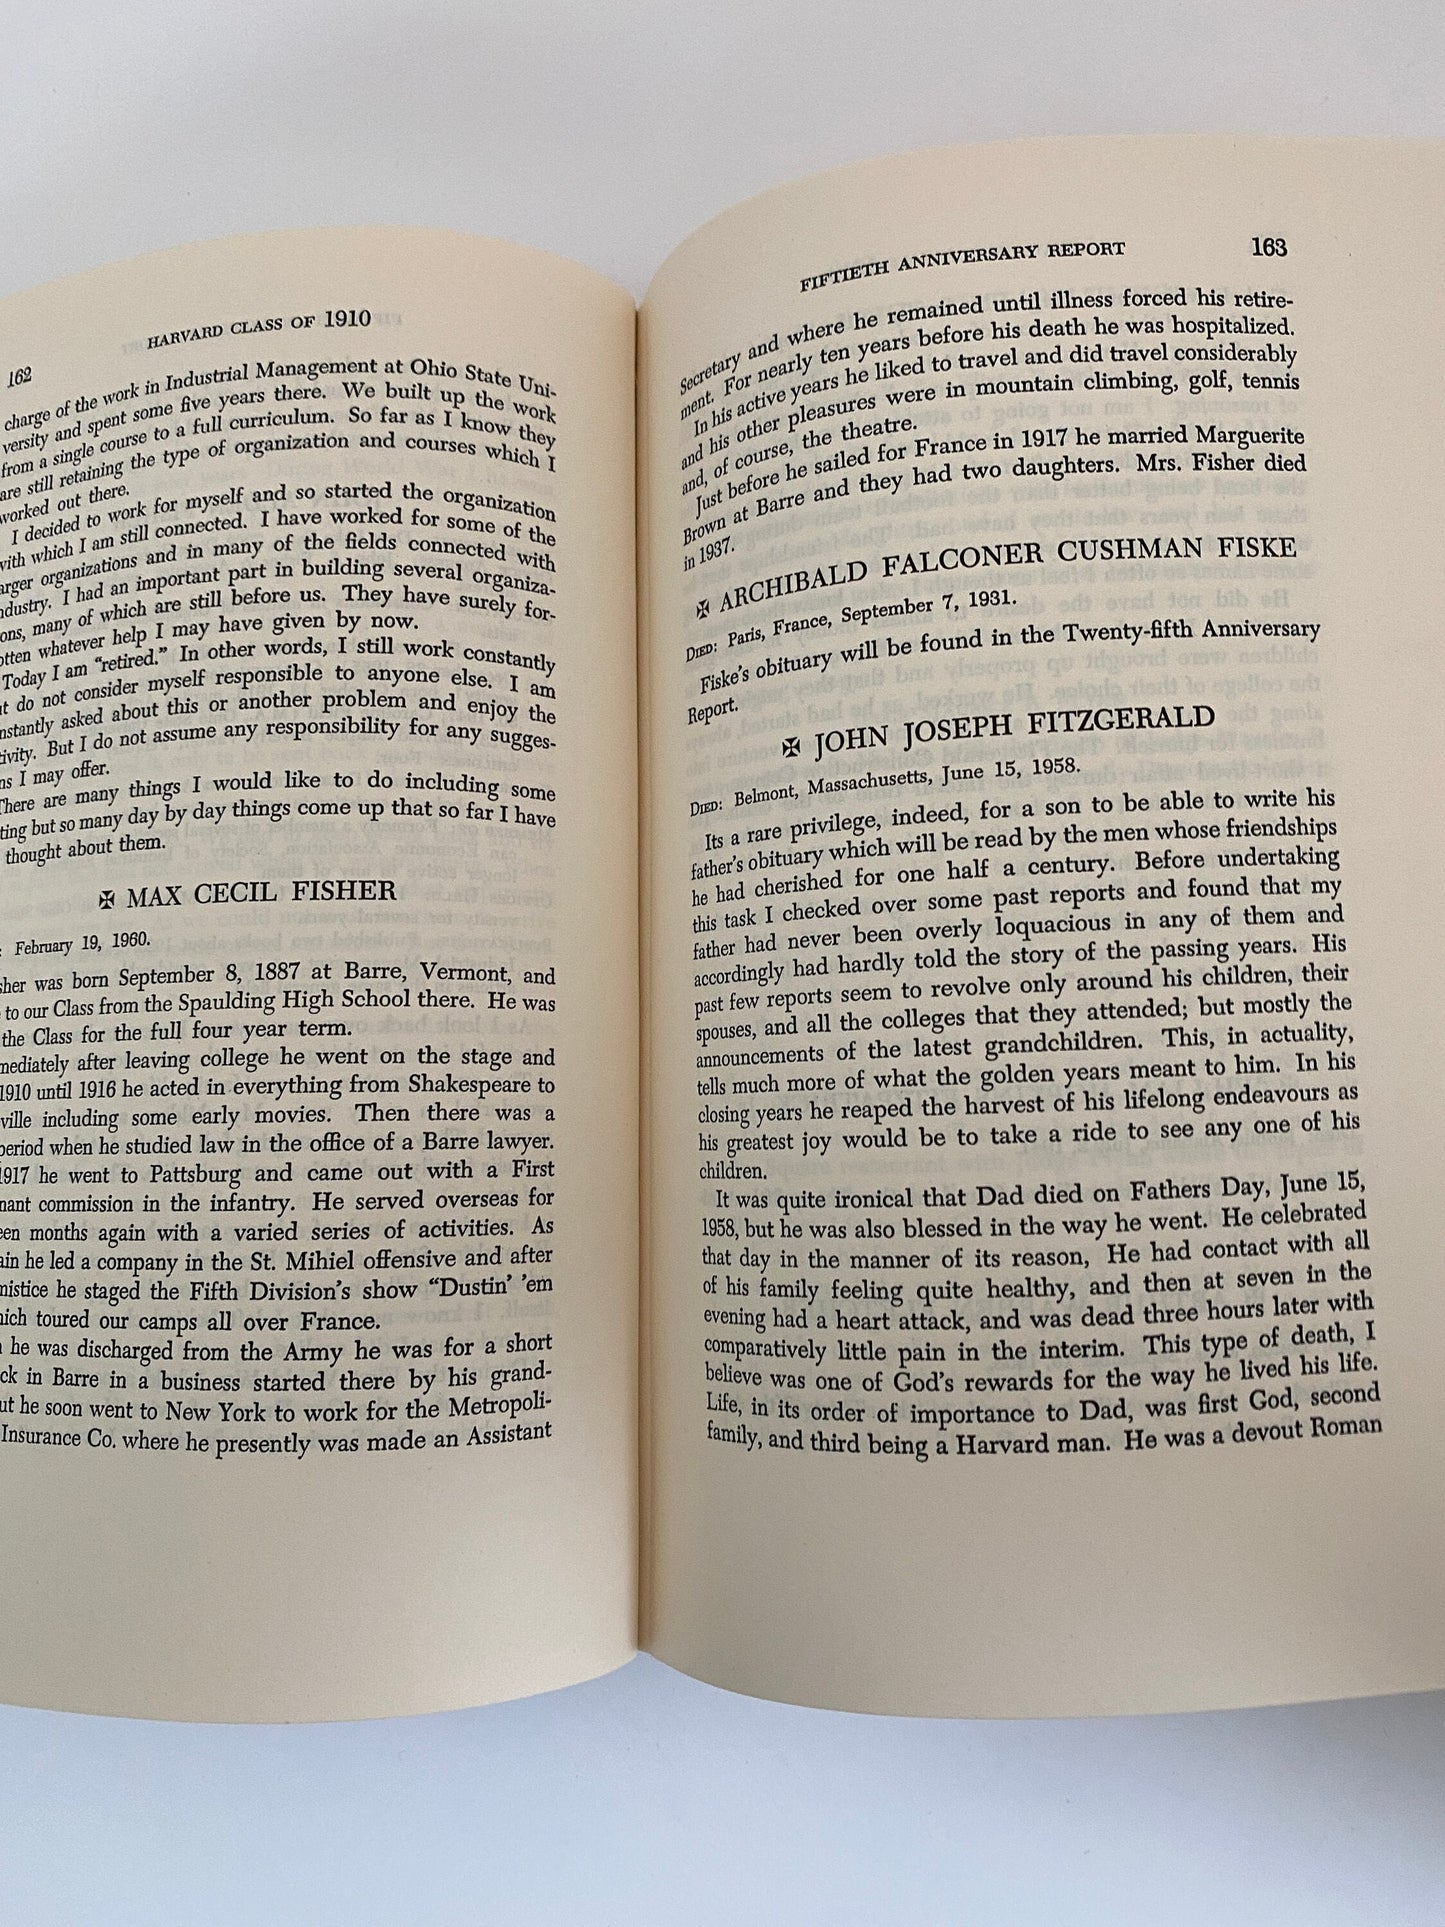 162
HARVARD CLASS OF 1910
charge of the work in Industrial Management at Ohio State Uni-
versity and spent some five years there. We built up the work
from a single course to a full curriculum. So far as I know they
are still retaining the type of organization and courses which I
worked out there.
I decided to work for myself and so started the organization
with which I am still connected. I have worked for some of the
arger organizations and in many of the fields connected with
ndustry. I had an important part in building several organiza-
ons, many of which are still before us. They have surely for-
otten whatever help I may have given by now.
Today I am “retired.” In other words, I still work constantly
t do not consider myself responsible to anyone else. I am
nstantly asked about this or another problem and enjoy the
tivity. But I do not assume any responsibility for any sugges-
ns I may offer.
There are many things I would like to do including some
ting but so many day by day things come up that so far I have
thought about them.
✠ MAX CECIL FISHER
: February 19, 1960.
sher was born September 8, 1887 at Barre, Vermont, and
to our Class from the Spaulding High School there. He was
the Class for the full four year term.
mediately after leaving college he went on the stage and
1910 until 1916 he acted in everything from Shakespeare to
ville including some early movies. Then there was a
period when he studied law in the office of a Barre lawyer.
1917 he went to Pattsburg and came out with a First
nant commission in the infantry. He served overseas for
een months again with a varied series of activities. As
ain he led a company in the St. Mihiel offensive and after
mistice he staged the Fifth Division’s show “Dustin’ ’em
hich toured our camps all over France.
he was discharged from the Army he was for a short
ck in Barre in a business started there by his grand-
ut he soon went to New York to work for the Metropoli-
Insurance Co. where he presently was made an Assistant
FIFTIETH ANNIVERSARY REPORT
163
Secretary and where he remained until illness forced his retire-
ment. For nearly ten years before his death he was hospitalized.
In his active years he liked to travel and did travel considerably
and his other pleasures were in mountain climbing, golf, tennis
and, of course, the theatre.
Just before he sailed for France in 1917 he married Marguerite
Brown at Barre and they had two daughters. Mrs. Fisher died
in 1937.
✠ ARCHIBALD FALCONER CUSHMAN FISKE
DIED: Paris, France, September 7, 1931.
Fiske’s obituary will be found in the Twenty-fifth Anniversary
Report.
✠ JOHN JOSEPH FITZGERALD
DIED: Belmont, Massachusetts, June 15, 1958.
Its a rare privilege, indeed, for a son to be able to write his
father’s obituary which will be read by the men whose friendships
he had cherished for one half a century. Before undertaking
this task I checked over some past reports and found that my
father had never been overly loquacious in any of them and
accordingly had hardly told the story of the passing years. His
past few reports seem to revolve only around his children, their
spouses, and all the colleges that they attended; but mostly the
announcements of the latest grandchildren. This, in actuality,
tells much more of what the golden years meant to him. In his
closing years he reaped the harvest of his lifelong endeavours as
his greatest joy would be to take a ride to see any one of his
children.
It was quite ironical that Dad died on Fathers Day, June 15,
1958, but he was also blessed in the way he went. He celebrated
that day in the manner of its reason, He had contact with all
of his family feeling quite healthy, and then at seven in the
evening had a heart attack, and was dead three hours later with
comparatively little pain in the interim. This type of death, I
believe was one of God’s rewards for the way he lived his life.
Life, in its order of importance to Dad, was first God, second
family, and third being a Harvard man. He was a devout Roman